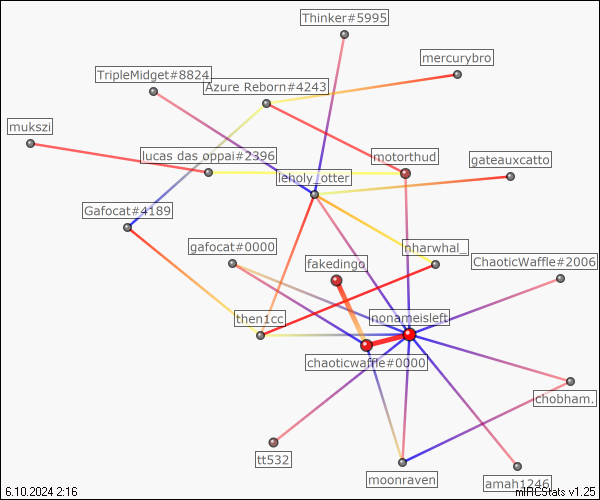 Thinker#5995
mercurybro
TripleMidget#8824
Azure Reborn#4243
mukszi
lucas das oppai#2396
motorthud
gateauxcatto
leholy_otter
Gafocat#4189
gafocat#0000
nharwhal_
fakedingo
ChaoticWaffle#2006
then1cc
nonameisleft
chaoticwaffle#0000
chobham.
tt532
moonraven
amah1246
6.10.2024 2:16
mIRCStats v1.25